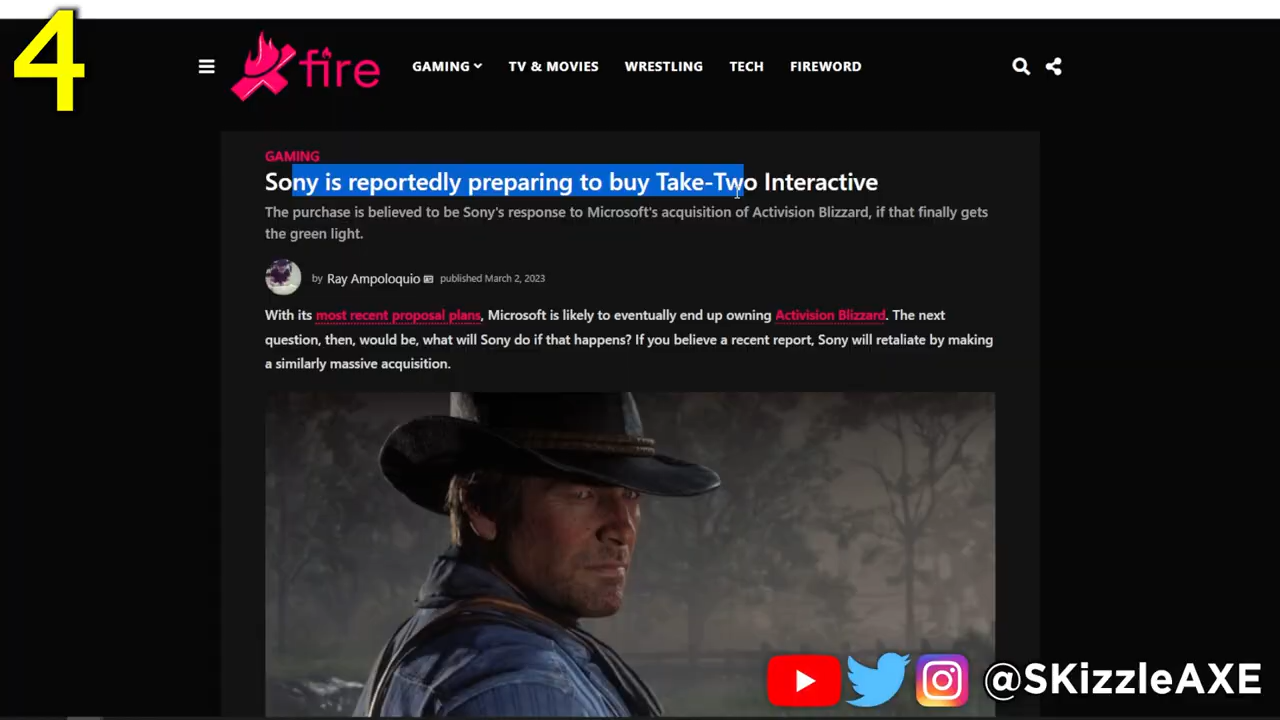 4
fire
GAMING
TV & MOVIES
WRESTLING
TECH
FIREWORD
GAMING
Sony is reportedly preparing to buy Take-Two Interactive
The purchase is believed to be Sony's response to Microsoft's acquisition of Activision Blizzard, if that finally gets
the green light.
by Ray Ampoloquio published March 2, 2023
With its most recent proposal plans, Microsoft is likely to eventually end up owning Activision Blizzard. The next
question, then, would be, what will Sony do if that happens? If you believe a recent report, Sony will retaliate by making
a similarly massive acquisition.
@SKizzleAXE